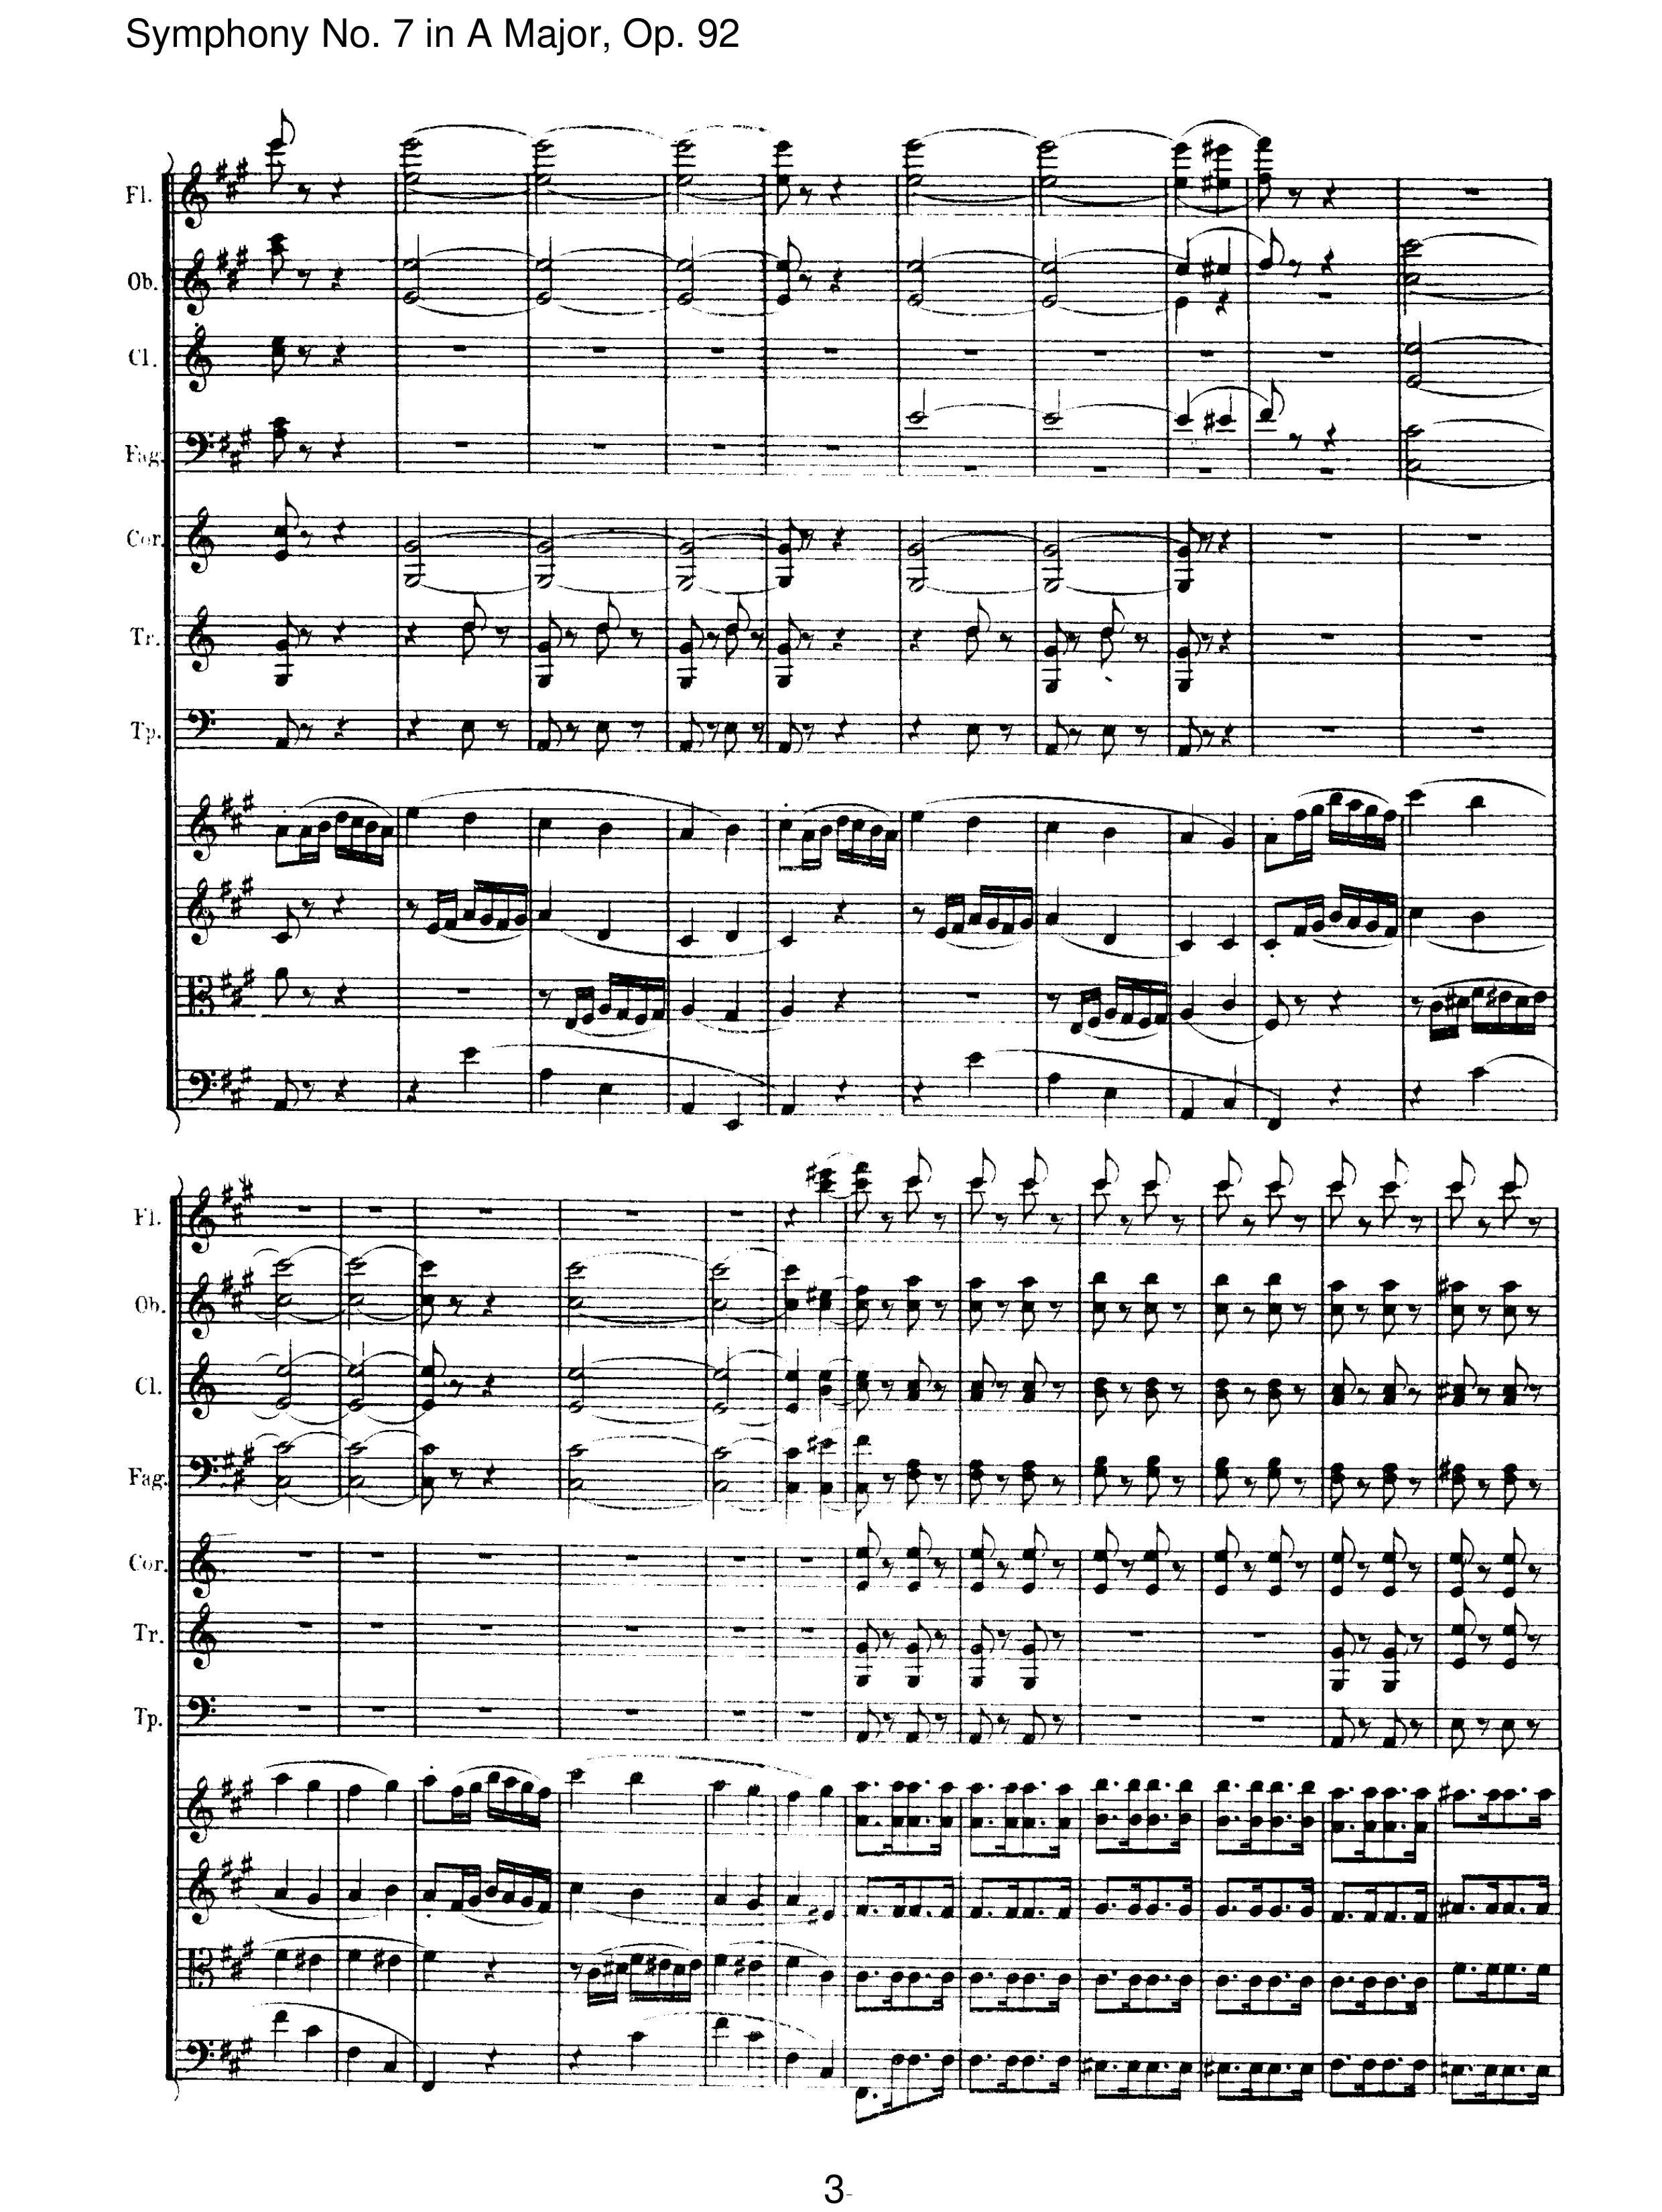 Symphony No. 7 in A Major, Op. 92
Fl.
Ob.
Cl.
Fag.
Cor.
Tr.
Tp.
Fl.
Ob.
Cl.
Fag.
Cor.
Tr.
Tp.
3